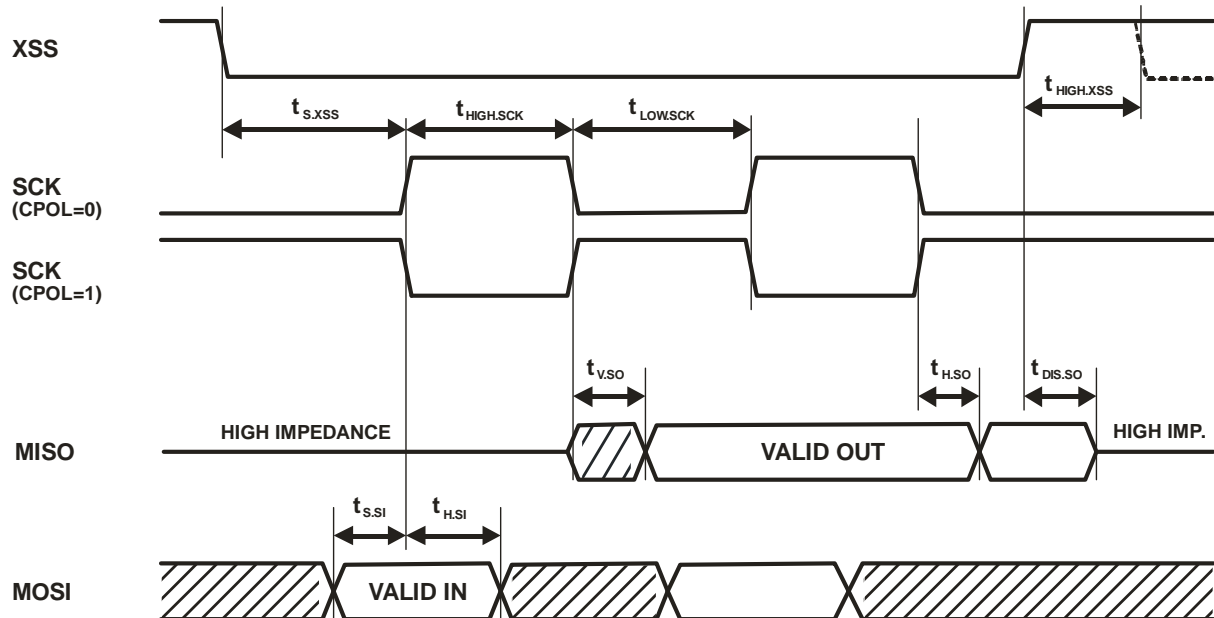 XSS
t S.XSS
t HIGH.SCK
t LOW.SCK
t HIGH.XSS
SCK
(CPOL=0)
SCK
(CPOL=1)
t V.SO
t H.SO
t DIS.SO
MISO
HIGH IMPEDANCE
VALID OUT
HIGH IMP.
t S.SI
t H.SI
MOSI
VALID IN